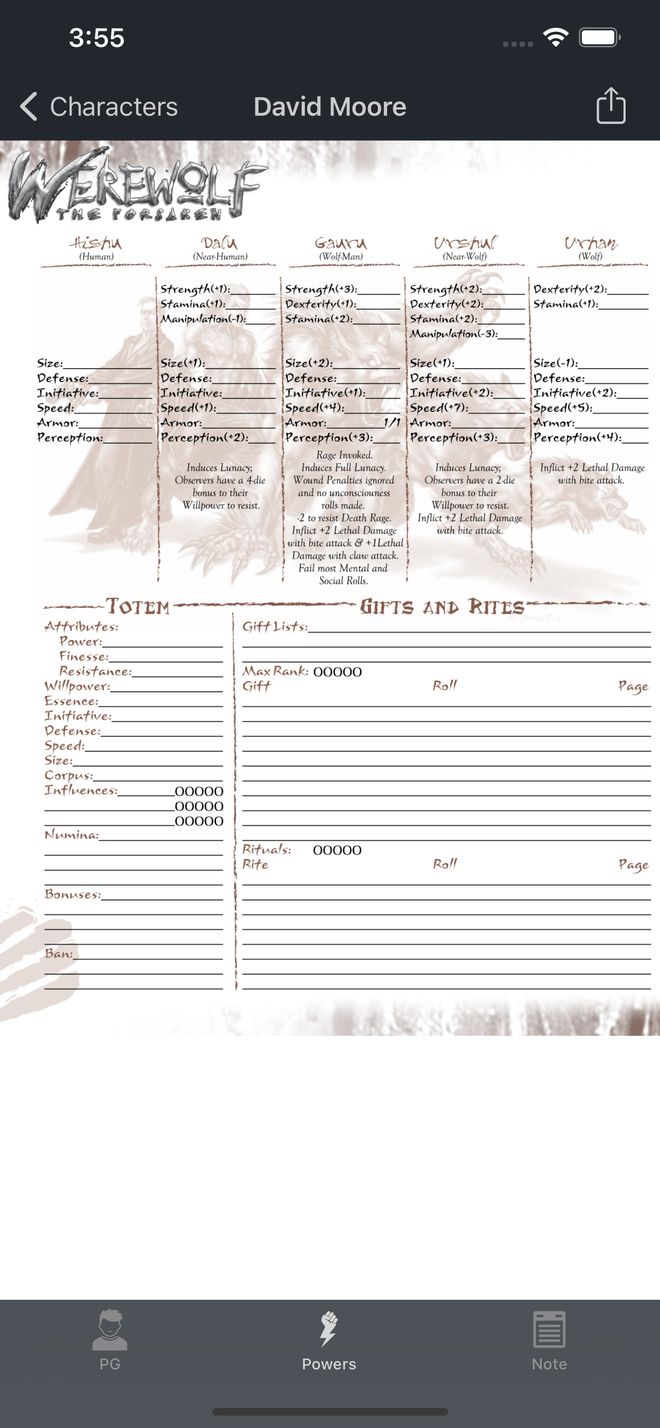 3:55
Characters
David Moore
WEREWOLF
THE FORSAKEN
Hishu
(Human)
Size:
Defense:
Initiative:
Speed:
Armor:
Perception:
Dalu
(Near-Human)
Strength(+1):
Stamina(+1):
Manipulation(-1):
Size(+1):
Defense:
Initiative:
Speed(+1):
Armor:
Perception(+2):
Induces Lunacy;
Observers have a 4-die
bonus to their
Willpower to resist.
Gauru
(Wolf-Man)
Strength(+3):
Dexterity(+1):
Stamina(+2):
Size(+2):
Defense:
Initiative(+1):
Speed(+4):
Armor: 1/1
Perception(+3):
Rage Invoked.
Induces Full Lunacy.
Wound Penalties ignored
and no unconsciousness
rolls made.
-2 to resist Death Rage.
Inflict +2 Lethal Damage
with bite attack & +1Lethal
Damage with claw attack.
Fail most Mental and
Social Rolls.
Urshul
(Near-Wolf)
Strength(+2):
Dexterity(+2):
Stamina(+2):
Manipulation(-3):
Size(+1):
Defense:
Initiative(+2):
Speed(+7):
Armor:
Perception(+3):
Induces Lunacy;
Observers have a 2-die
bonus to their
Willpower to resist.
Inflict +2 Lethal Damage
with bite attack.
Urhan
(Wolf)
Dexterity(+2):
Stamina(+1):
Size(-1):
Defense:
Initiative(+2):
Speed(+5):
Armor:
Perception(+4):
Inflict +2 Lethal Damage
with bite attack.
TOTEM
Attributes:
Power:
Finesse:
Resistance:
Willpower:
Essence:
Initiative:
Defense:
Speed:
Size:
Corpus:
Influences: OOOOO
OOOOO
OOOOO
Numina:
Bonuses:
Ban:
GIFTS AND RITES
Gift Lists:
Max Rank: OOOOO
Gift Roll Page
Rituals: OOOOO
Rite Roll Page
PG
Powers
Note